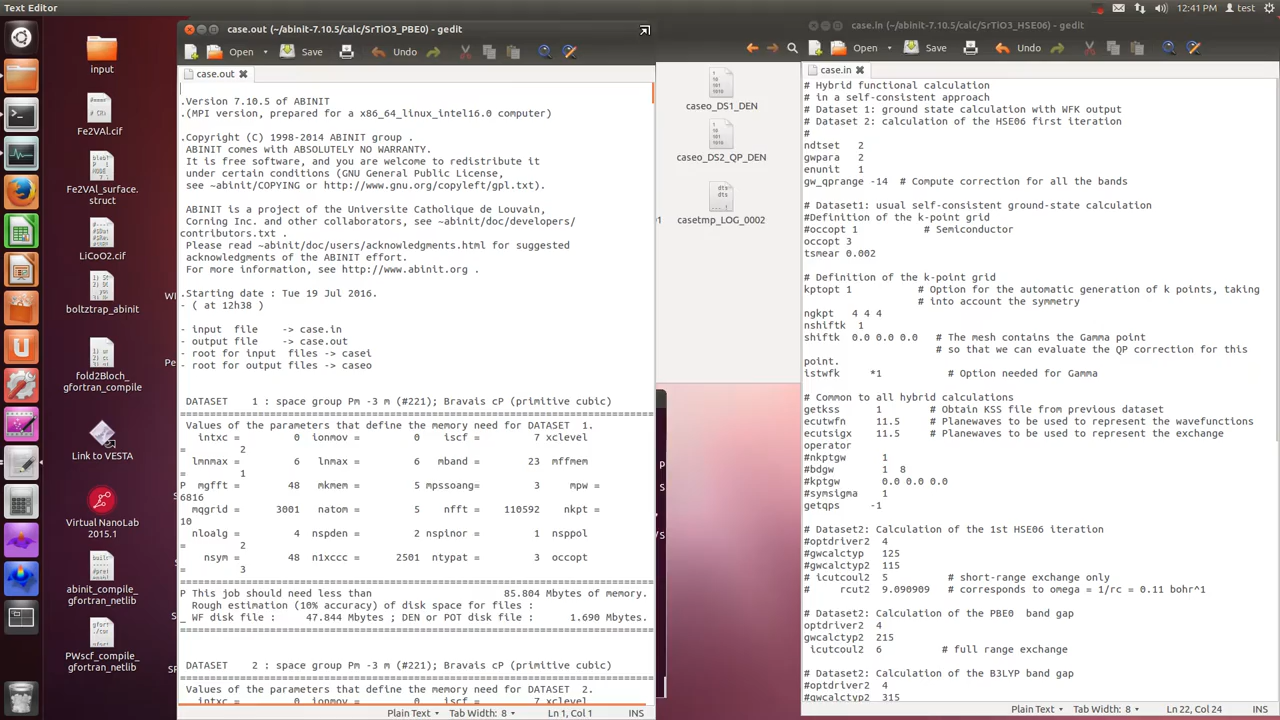 Text Editor
12:41 PM
test
input
Fe2VAl.cif
Fe2VAl_surface.
struct
LiCoO2.cif
boltztrap_abinit
fold2Bloch_
gfortran_compile
Link to VESTA
Virtual NanoLab
2015.1
abinit_compile_
gfortran_netlib
PWscf_compile_
gfortran_netlib
case.out (~/abinit-7.10.5/calc/SrTiO3_PBE0) - gedit
Open
Save
Undo
case.out
.Version 7.10.5 of ABINIT
.(MPI version, prepared for a x86_64_linux_intel16.0 computer)
.Copyright (C) 1998-2014 ABINIT group .
ABINIT comes with ABSOLUTELY NO WARRANTY.
It is free software, and you are welcome to redistribute it
under certain conditions (GNU General Public License,
see ~abinit/COPYING or http://www.gnu.org/copyleft/gpl.txt).
ABINIT is a project of the Universite Catholique de Louvain,
Corning Inc. and other collaborators, see ~abinit/doc/developers/
contributors.txt .
Please read ~abinit/doc/users/acknowledgments.html for suggested
acknowledgments of the ABINIT effort.
For more information, see http://www.abinit.org .
.Starting date : Tue 19 Jul 2016.
- ( at 12h38 )
- input  file    -> case.in
- output file    -> case.out
- root for input  files -> casei
- root for output files -> caseo
DATASET    1 : space group Pm -3 m (#221); Bravais cP (primitive cubic)
================================================================================
Values of the parameters that define the memory need for DATASET  1.
intxc =         0  ionmov =         0    iscf =         7 xclevel
=         2
lmnmax =         6   lnmax =         6   mband =        23  mffmem
=         1
P  mgfft =        48   mkmem =         5 mpssoang=         3     mpw =
6816
mqgrid =      3001   natom =         5    nfft =    110592    nkpt =
10
nloalg =         4  nspden =         2 nspinor =         1  nsppol
=         2
nsym =        48  n1xccc =      2501  ntypat =         3  occopt
=         3
================================================================================
P This job should need less than                      85.804 Mbytes of memory.
Rough estimation (10% accuracy) of disk space for files :
_ WF disk file :     47.844 Mbytes ; DEN or POT disk file :      1.690 Mbytes.
================================================================================
DATASET    2 : space group Pm -3 m (#221); Bravais cP (primitive cubic)
================================================================================
Values of the parameters that define the memory need for DATASET  2.
Plain Text
Tab Width: 8
Ln 1, Col 1
INS
caseo_DS1_DEN
caseo_DS2_QP_DEN
casetmp_LOG_0002
case.in (~/abinit-7.10.5/calc/SrTiO3_HSE06) - gedit
Open
Save
Undo
case.in
# Hybrid functional calculation
# in a self-consistent approach
# Dataset 1: ground state calculation with WFK output
# Dataset 2: calculation of the HSE06 first iteration
#
ndtset   2
gwpara   2
enunit   1
gw_qprange -14  # Compute correction for all the bands
# Dataset1: usual self-consistent ground-state calculation
#Definition of the k-point grid
#occopt 1           # Semiconductor
occopt 3
tsmear 0.002
# Definition of the k-point grid
kptopt 1           # Option for the automatic generation of k points, taking
# into account the symmetry
ngkpt   4 4 4
nshiftk  1
shiftk  0.0 0.0 0.0   # The mesh contains the Gamma point
# so that we can evaluate the QP correction for this
point.
istwfk     *1           # Option needed for Gamma
# Common to all hybrid calculations
getkss      1        # Obtain KSS file from previous dataset
ecutwfn     11.5     # Planewaves to be used to represent the wavefunctions
ecutsigx    11.5     # Planewaves to be used to represent the exchange
operator
#nkptgw      1
#bdgw        1  8
#kptgw       0.0 0.0 0.0
#symsigma    1
getqps     -1
# Dataset2: Calculation of the 1st HSE06 iteration
#optdriver2  4
#gwcalctyp   125
#gwcalctyp2  115
# icutcoul2  5          # short-range exchange only
#   rcut2  9.090909   # corresponds to omega = 1/rc = 0.11 bohr^1
# Dataset2: Calculation of the PBE0  band gap
optdriver2  4
gwcalctyp2  215
icutcoul2  6          # full range exchange
# Dataset2: Calculation of the B3LYP band gap
#optdriver2  4
#gwcalctyp2  315
Plain Text
Tab Width: 8
Ln 22, Col 24
INS